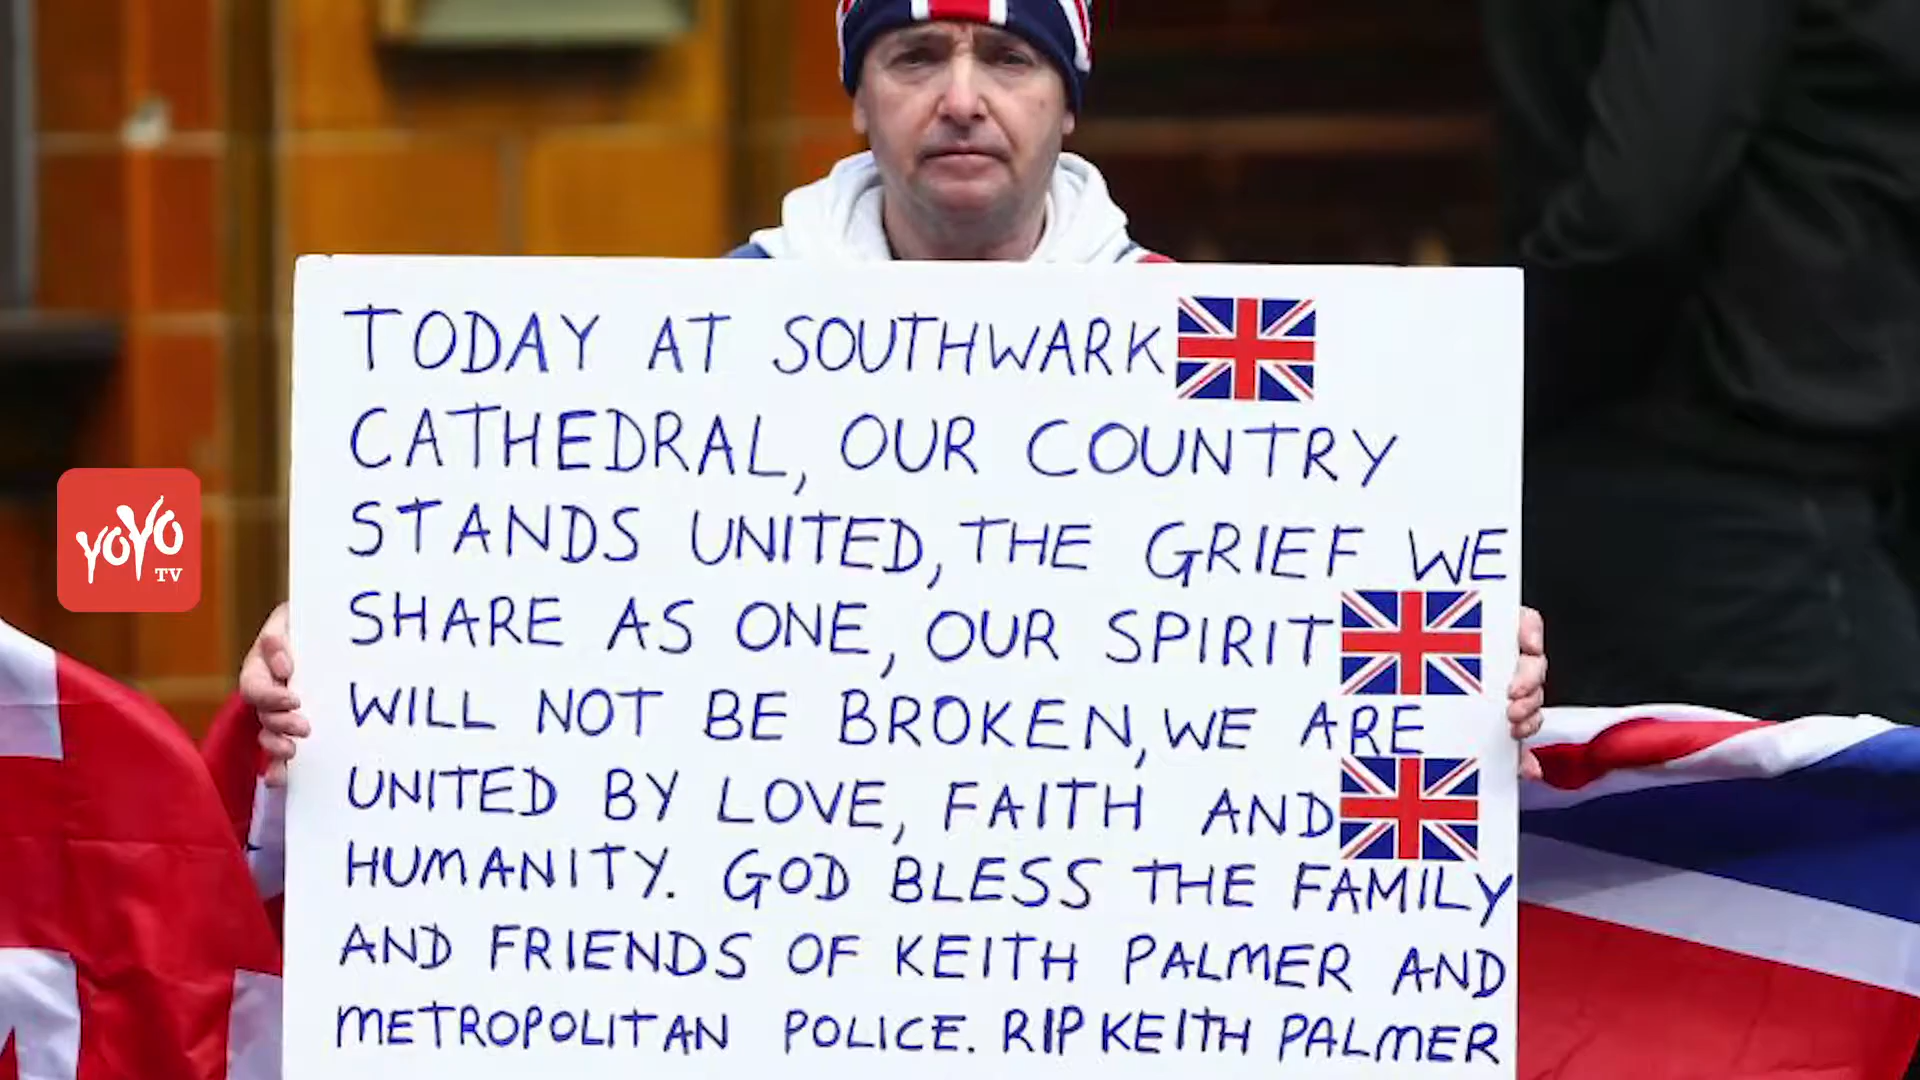 TODAY AT SOUTHWARK
CATHEDRAL, OUR COUNTRY
STANDS UNITED, THE GRIEF WE
SHARE AS ONE, OUR SPIRIT
WILL NOT BE BROKEN, WE ARE
UNITED BY LOVE, FAITH AND
HUMANITY. GOD BLESS THE FAMILY
AND FRIENDS OF KEITH PALMER AND
METROPOLITAN POLICE. RIP KEITH PALMER
YOYO
TV